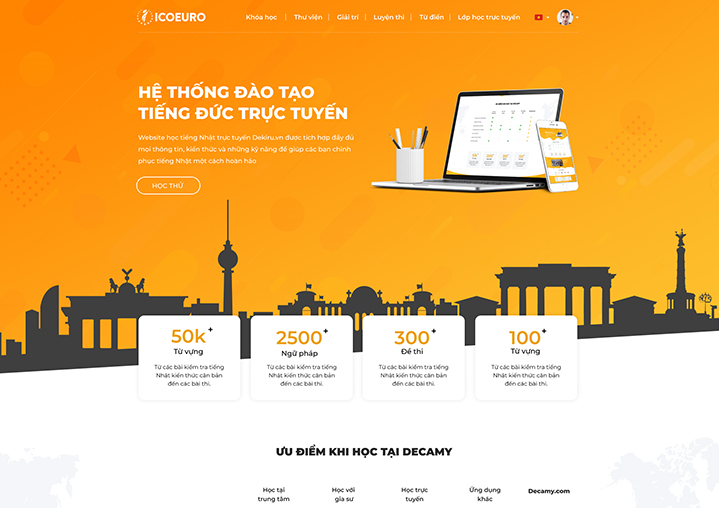 ICOEURO
Khóa học
Thư viện
Giải trí
Luyện thi
Từ điển
Lớp học trực tuyến
HỆ THỐNG ĐÀO TẠO
TIẾNG ĐỨC TRỰC TUYẾN
Website học tiếng Nhật trực tuyến Dekiru.vn được tích hợp đầy đủ
mọi thông tin, kiến thức và những kỹ năng để giúp các bạn chinh
phục tiếng Nhật một cách hoàn hảo
HỌC THỬ
50k+
Từ vựng
Từ các bài kiểm tra tiếng
Nhật kiến thức căn bản
đến các bài thi.
2500+
Ngữ pháp
Từ các bài kiểm tra tiếng
Nhật kiến thức căn bản
đến các bài thi.
300+
Đề thi
Từ các bài kiểm tra tiếng
Nhật kiến thức căn bản
đến các bài thi.
100+
Từ vựng
Từ các bài kiểm tra tiếng
Nhật kiến thức căn bản
đến các bài thi.
ƯU ĐIỂM KHI HỌC TẠI DECAMY
Học tại
trung tâm
Học với
gia sư
Học trực
tuyến
Ứng dụng
khác
Decamy.com